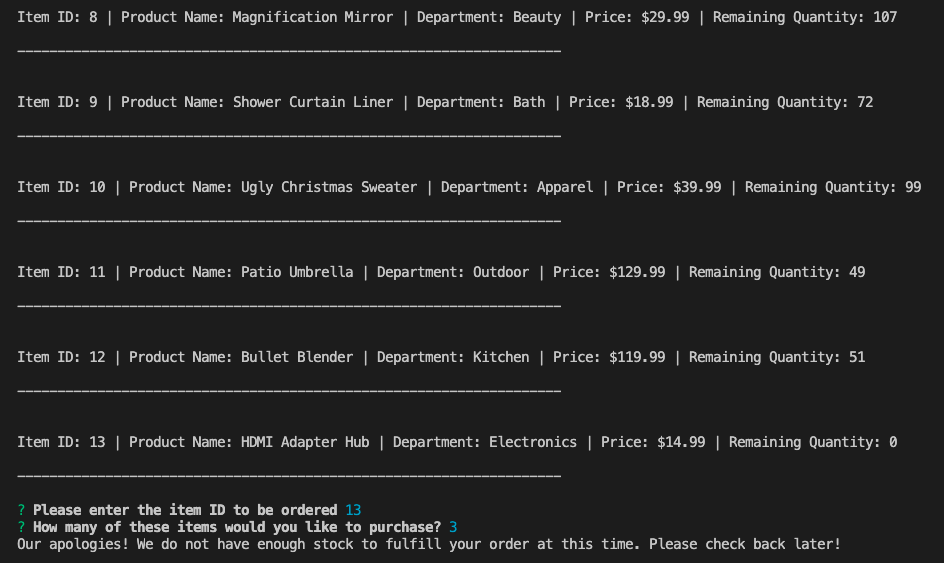 Item ID: 8 | Product Name: Magnification Mirror | Department: Beauty | Price: $29.99 | Remaining Quantity: 107
____________________________________________________________________
Item ID: 9 | Product Name: Shower Curtain Liner | Department: Bath | Price: $18.99 | Remaining Quantity: 72
____________________________________________________________________
Item ID: 10 | Product Name: Ugly Christmas Sweater | Department: Apparel | Price: $39.99 | Remaining Quantity: 99
____________________________________________________________________
Item ID: 11 | Product Name: Patio Umbrella | Department: Outdoor | Price: $129.99 | Remaining Quantity: 49
____________________________________________________________________
Item ID: 12 | Product Name: Bullet Blender | Department: Kitchen | Price: $119.99 | Remaining Quantity: 51
____________________________________________________________________
Item ID: 13 | Product Name: HDMI Adapter Hub | Department: Electronics | Price: $14.99 | Remaining Quantity: 0
____________________________________________________________________
? Please enter the item ID to be ordered 13
? How many of these items would you like to purchase? 3
Our apologies! We do not have enough stock to fulfill your order at this time. Please check back later!